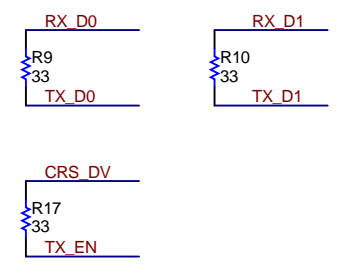 RX_D0
R9
33
TX_D0
RX_D1
R10
33
TX_D1
CRS_DV
R17
33
TX_EN